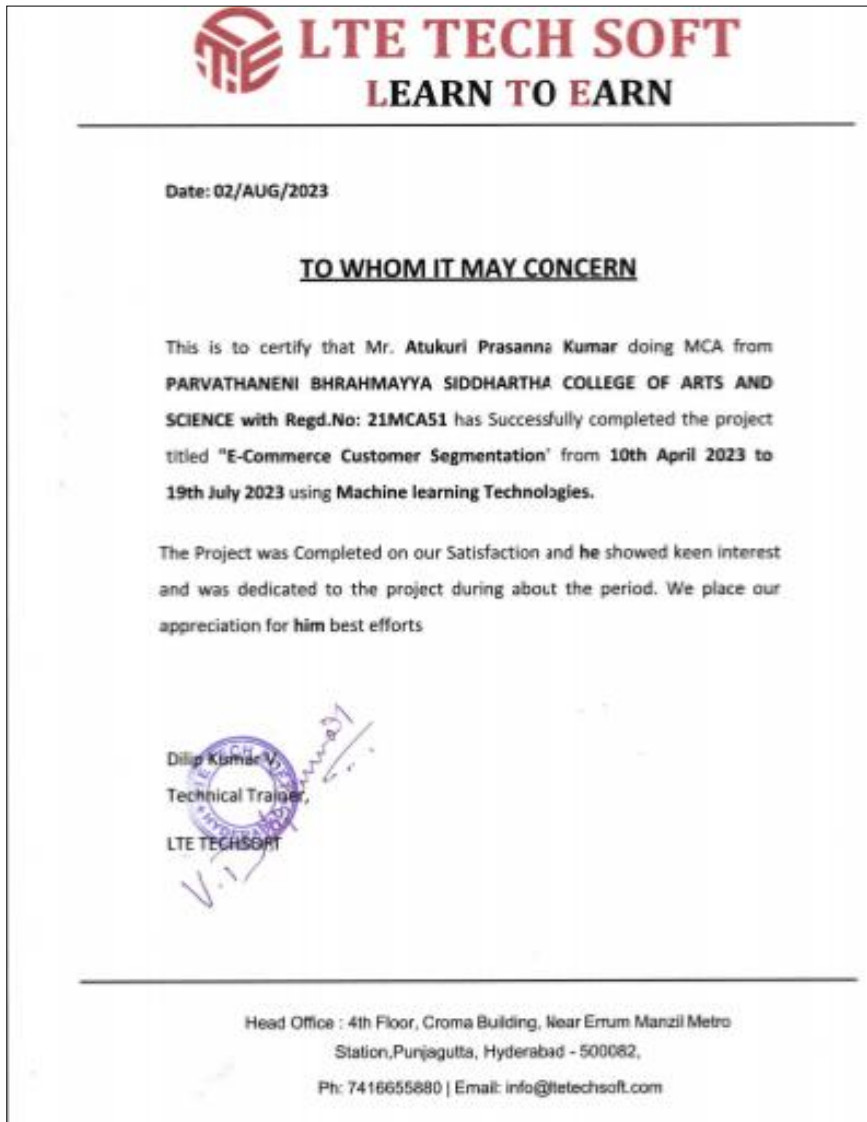 LTE TECH SOFT
LEARN TO EARN
Date: 02/AUG/2023
TO WHOM IT MAY CONCERN
This is to certify that Mr. Atukuri Prasanna Kumar doing MCA from
PARVATHANENI BHRAHMAYYA SIDDHARTHA COLLEGE OF ARTS AND
SCIENCE with Regd.No: 21MCA51 has Successfully completed the project
titled "E-Commerce Customer Segmentation" from 10th April 2023 to
19th July 2023 using Machine learning Technologies.
The Project was Completed on our Satisfaction and he showed keen interest
and was dedicated to the project during about the period. We place our
appreciation for him best efforts
Dilip Kumar V,
Technical Trainer,
LTE TECHSOFT
Head Office : 4th Floor, Croma Building, Near Errum Manzil Metro
Station,Punjagutta, Hyderabad - 500082,
Ph: 7416655880 | Email: info@ltetechsoft.com